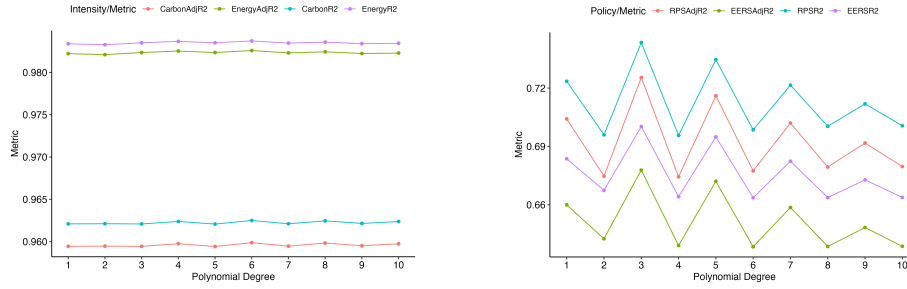 Intensity/Metric CarbonAdjR2 EnergyAdjR2 CarbonR2 EnergyR2
0.980
0.975
0.970
0.965
0.960
Metric
1 2 3 4 5 6 7 8 9 10
Polynomial Degree
Policy/Metric RPSAdjR2 EERSAdjR2 RPSR2 EERSR2
0.72
0.69
0.66
Metric
1 2 3 4 5 6 7 8 9 10
Polynomial Degree